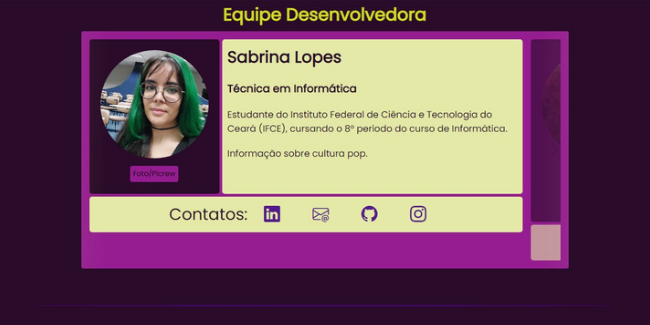 Equipe Desenvolvedora
Sabrina Lopes
Técnica em Informática
Estudante do Instituto Federal de Ciência e Tecnologia do
Ceará (IFCE), cursando o 8º período do curso de Informática.
Informação sobre cultura pop.
Foto/Picrew
Contatos: